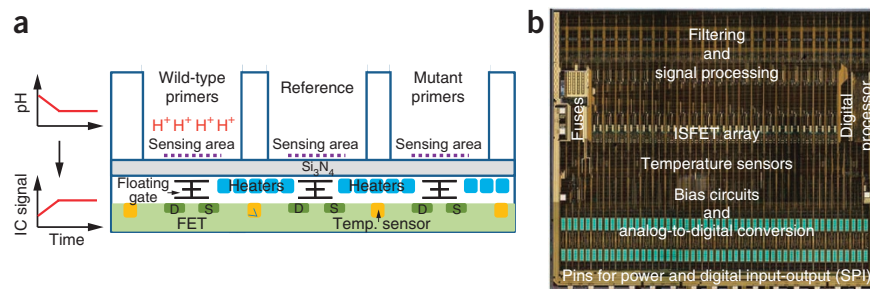 a
b
pH
IC signal
Time
Wild-type
primers
Reference
Mutant
primers
H+ H+ H+ H+
Sensing area
Sensing area
Sensing area
Si3N4
Floating
gate
Heaters
Heaters
D
S
D
S
D
S
FET
Temp. sensor
Filtering
and
signal processing
Fuses
Digital
processor
ISFET array
Temperature sensors
Bias circuits
and
analog-to-digital conversion
Pins for power and digital input-output (SPI)